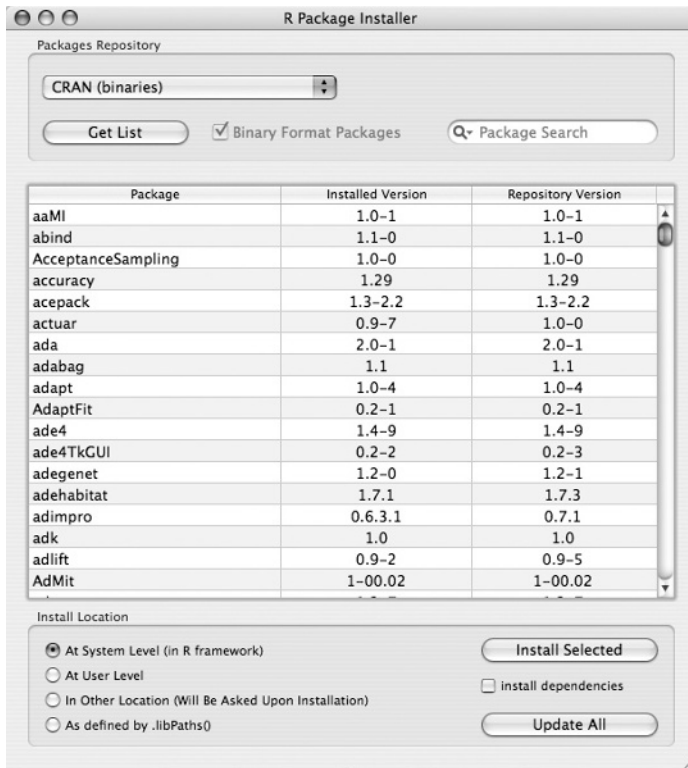 R Package Installer
Packages Repository
CRAN (binaries)
Get List Binary Format Packages Package Search
Package Installed Version Repository Version
aaMI 1.0-1 1.0-1
abind 1.1-0 1.1-0
AcceptanceSampling 1.0-0 1.0-0
accuracy 1.29 1.29
acepack 1.3-2.2 1.3-2.2
actuar 0.9-7 1.0-0
ada 2.0-1 2.0-1
adabag 1.1 1.1
adapt 1.0-4 1.0-4
AdaptFit 0.2-1 0.2-1
ade4 1.4-9 1.4-9
ade4TkGUI 0.2-2 0.2-3
adegenet 1.2-0 1.2-1
adehabitat 1.7.1 1.7.3
adimpro 0.6.3.1 0.7.1
adk 1.0 1.0
adlift 0.9-2 0.9-5
AdMit 1-00.02 1-00.02
Install Location
At System Level (in R framework) Install Selected
At User Level install dependencies
In Other Location (Will Be Asked Upon Installation)
As defined by .libPaths() Update All